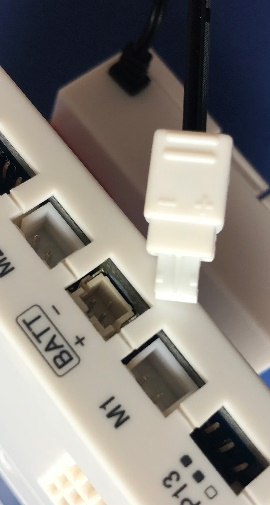 - +
BATT
+ -
M1
P13